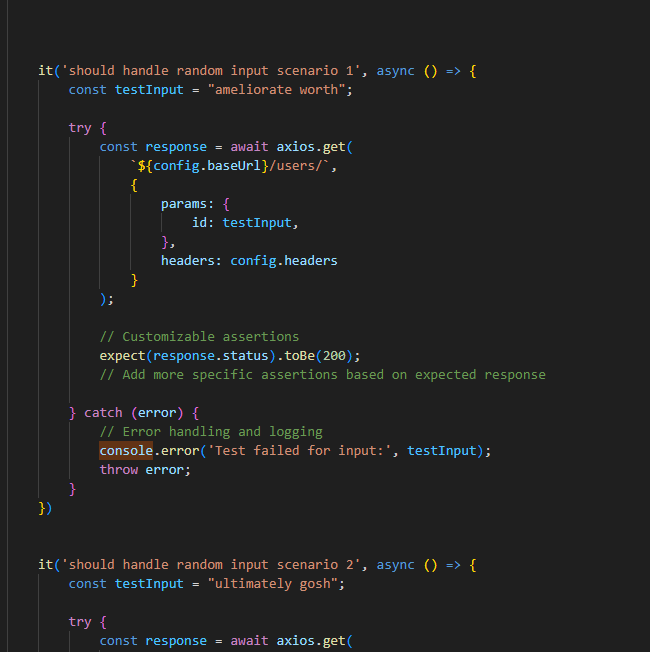 it('should handle random input scenario 1', async () => {
    const testInput = "ameliorate worth";
    try {
        const response = await axios.get(
            `${config.baseUrl}/users/`,
            {
                params: {
                    id: testInput,
                },
                headers: config.headers
            }
        );
        // Customizable assertions
        expect(response.status).toBe(200);
        // Add more specific assertions based on expected response
    } catch (error) {
        // Error handling and logging
        console.error('Test failed for input:', testInput);
        throw error;
    }
})
it('should handle random input scenario 2', async () => {
    const testInput = "ultimately gosh";
    try {
        const response = await axios.get(